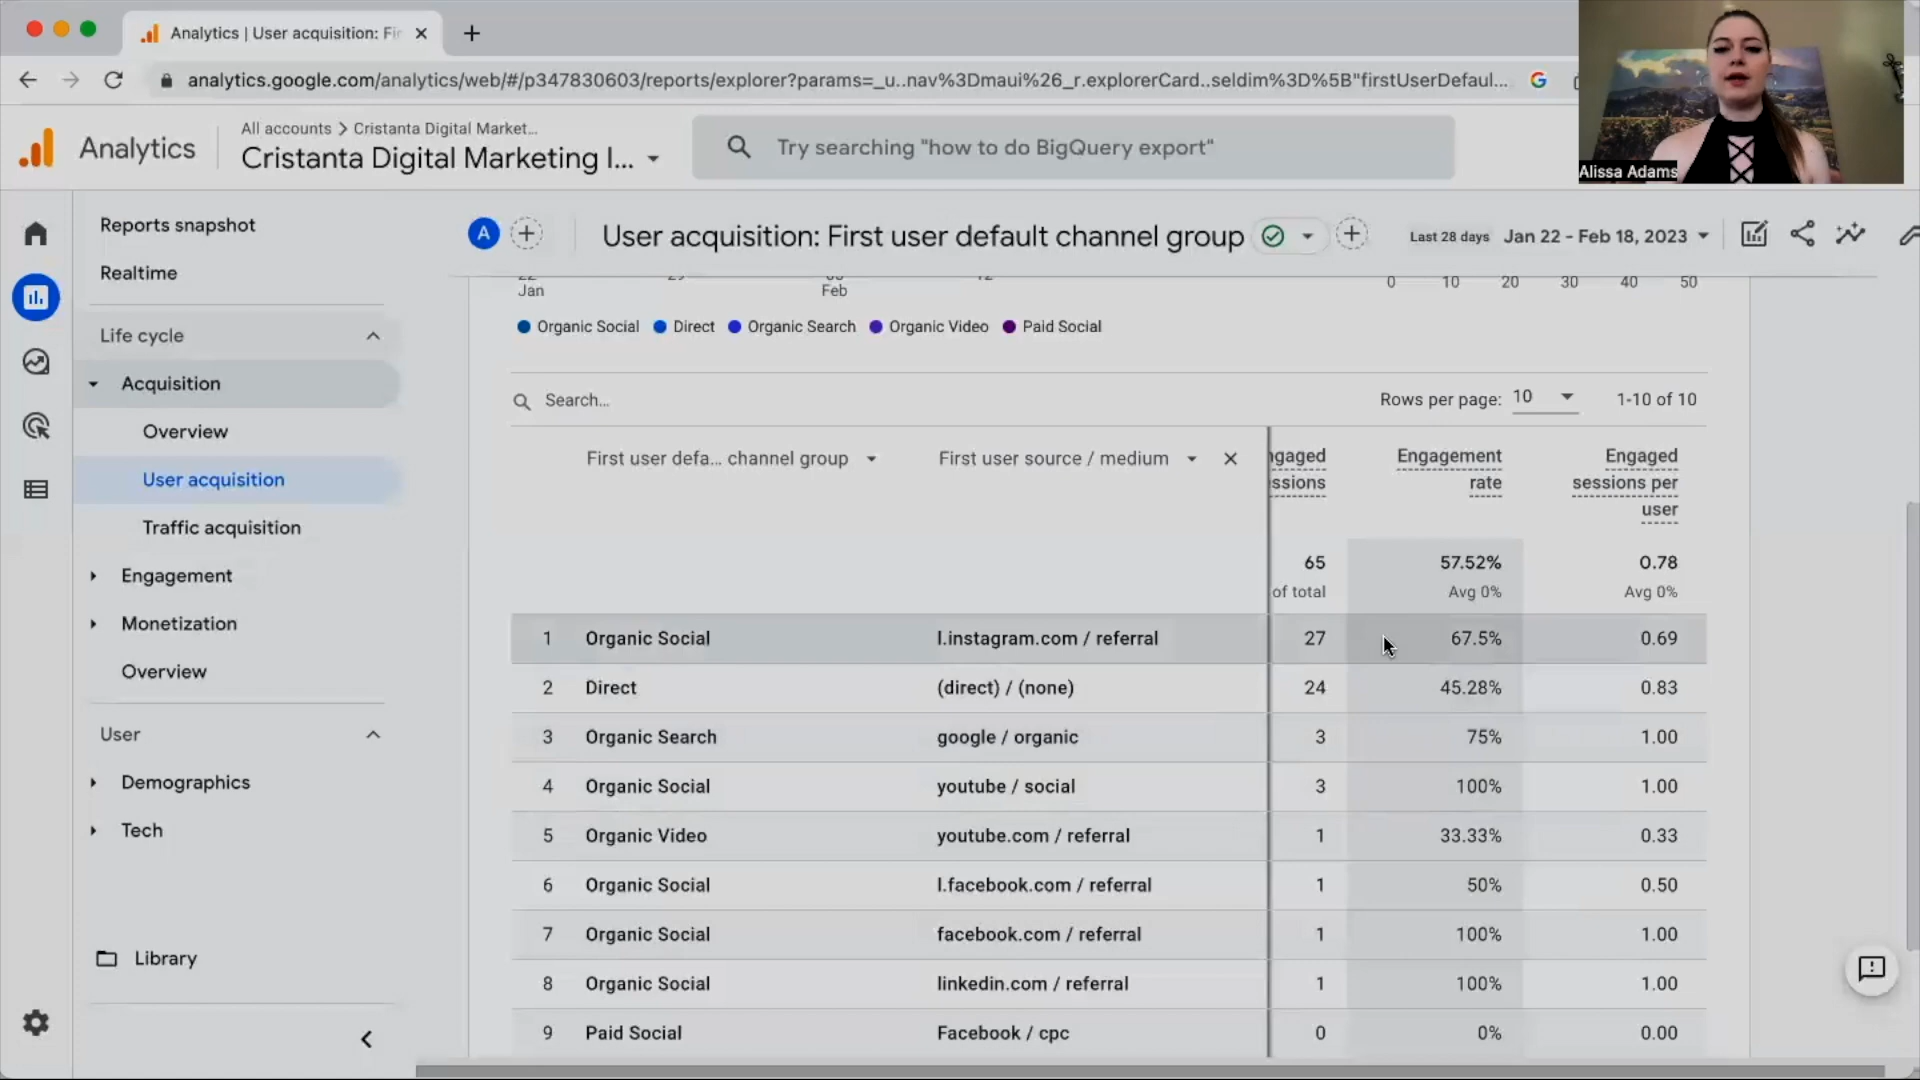 Analytics | User acquisition: Fir
analytics.google.com/analytics/web/#/p347830603/reports/explorer?params=_u..nav%3Dmaui%26_r.explorerCard..seldim%3D%5B"firstUserDefaul...
Alissa Adams
Analytics
All accounts > Cristanta Digital Market...
Cristanta Digital Marketing I...
Try searching "how to do BigQuery export"
Reports snapshot
Realtime
Life cycle
Acquisition
Overview
User acquisition
Traffic acquisition
Engagement
Monetization
Overview
User
Demographics
Tech
Library
A
User acquisition: First user default channel group
Last 28 days Jan 22 - Feb 18, 2023
Jan Feb
0 10 20 30 40 50
Organic Social Direct Organic Search Organic Video Paid Social
Search...
Rows per page: 10 1-10 of 10
First user defa... channel group First user source / medium
ngaged
ssions
Engagement
rate
Engaged
sessions per
user
65 57.52% 0.78
of total Avg 0% Avg 0%
1 Organic Social l.instagram.com / referral 27 67.5% 0.69
2 Direct (direct) / (none) 24 45.28% 0.83
3 Organic Search google / organic 3 75% 1.00
4 Organic Social youtube / social 3 100% 1.00
5 Organic Video youtube.com / referral 1 33.33% 0.33
6 Organic Social l.facebook.com / referral 1 50% 0.50
7 Organic Social facebook.com / referral 1 100% 1.00
8 Organic Social linkedin.com / referral 1 100% 1.00
9 Paid Social Facebook / cpc 0 0% 0.00